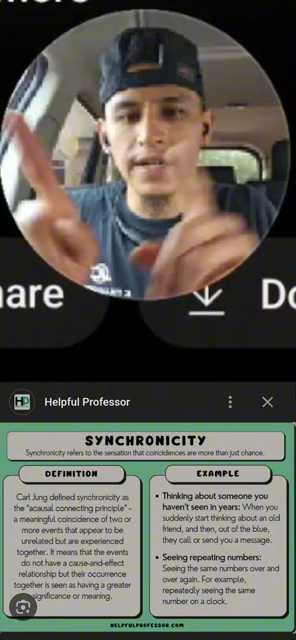 hare
Do
Helpful Professor
SYNCHRONICITY
Synchronicity refers to the sensation that coincidences are more than just chance.
DEFINITION
Carl Jung defined synchronicity as
the "acausal connecting principle" -
a meaningful coincidence of two or
more events that appear to be
unrelated but are experienced
together. It means that the events
do not have a cause-and-effect
relationship but their occurrence
together is seen as having a greater
significance or meaning.
EXAMPLE
• Thinking about someone you
haven't seen in years: When you
suddenly start thinking about an old
friend, and then, out of the blue,
they call or send you a message.
• Seeing repeating numbers:
Seeing the same numbers over and
over again. For example,
repeatedly seeing the same
number on a clock.
HELPFULPROFESSOR.COM